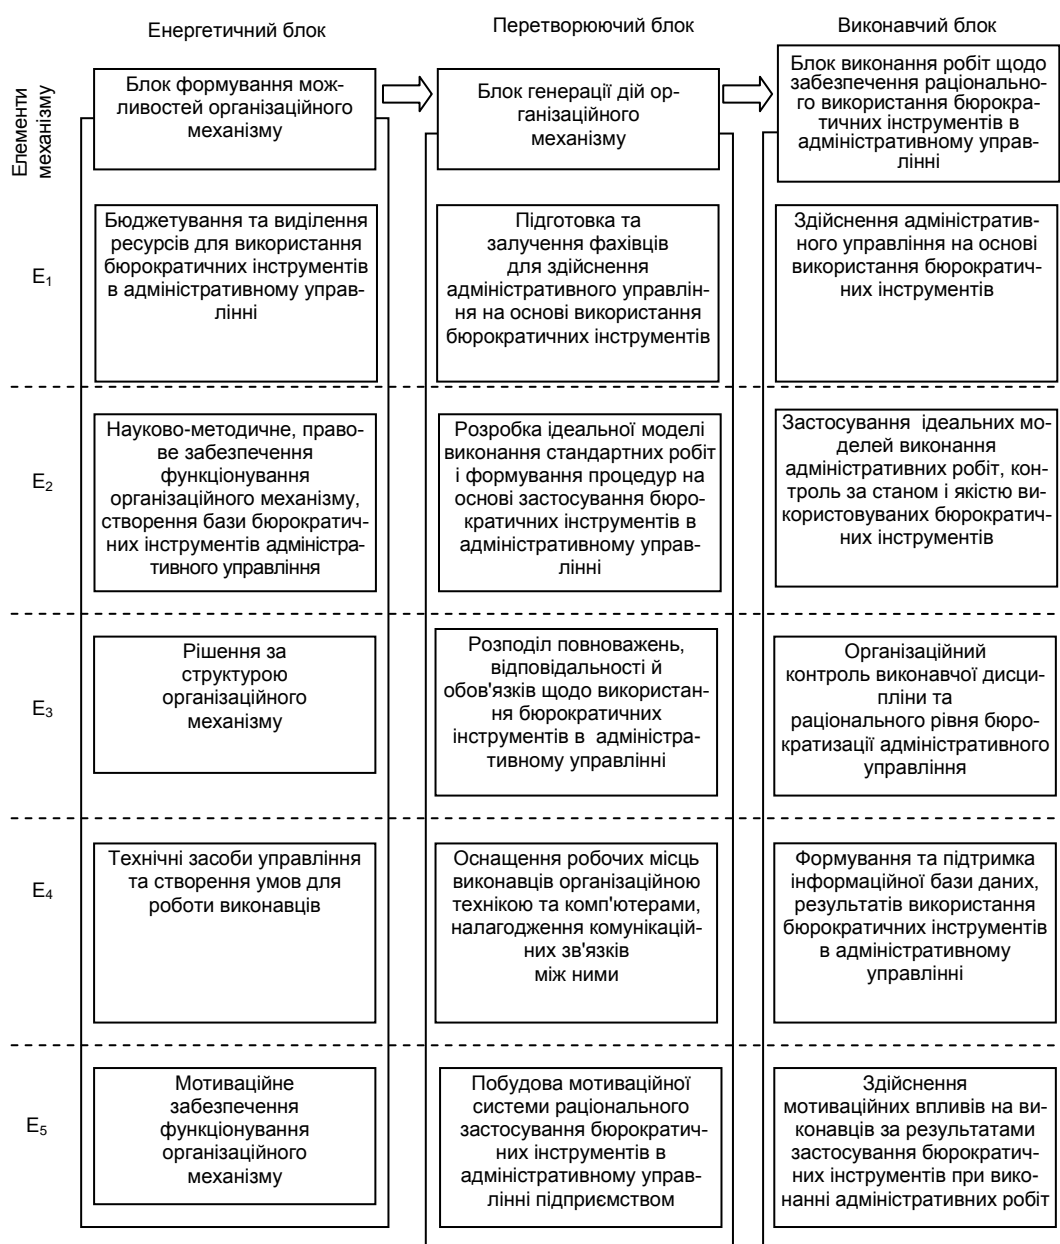 Енергетичний блок
Перетворюючий блок
Виконавчий блок
Елементи
механізму
Блок формування мож-
ливостей організаційного
механізму
Блок генерації дій ор-
ганізаційного
механізму
Блок виконання робіт щодо
забезпечення раціонально-
го використання бюрокра-
тичних інструментів в
адміністративному управ-
лінні
E1
Бюджетування та виділення
ресурсів для використання
бюрократичних інструментів
в адміністративному управ-
лінні
Підготовка та
залучення фахівців
для здійснення
адміністративного управлін-
ня на основі використання
бюрократичних інструментів
Здійснення адміністратив-
ного управління на основі
використання бюрократич-
них інструментів
E2
Науково-методичне, право-
ве забезпечення
функціонування
організаційного механізму,
створення бази бюрократич-
них інструментів адміністра-
тивного управління
Розробка ідеальної моделі
виконання стандартних робіт
і формування процедур на
основі застосування бюро-
кратичних інструментів в
адміністративному управ-
лінні
Застосування ідеальних мо-
делей виконання
адміністративних робіт, кон-
троль за станом і якістю ви-
користовуваних бюрократич-
них інструментів
E3
Рішення за
структурою
організаційного
механізму
Розподіл повноважень,
відповідальності й
обов'язків щодо використан-
ня бюрократичних
інструментів в адміністра-
тивному управлінні
Організаційний
контроль виконавчої дисци-
пліни та
раціонального рівня бюро-
кратизації адміністративного
управління
E4
Технічні засоби управління
та створення умов для
роботи виконавців
Оснащення робочих місць
виконавців організаційною
технікою та комп'ютерами,
налагодження комунікацій-
них зв'язків
між ними
Формування та підтримка
інформаційної бази даних,
результатів використання
бюрократичних інструментів
в адміністративному
управлінні
E5
Мотиваційне
забезпечення
функціонування
організаційного
механізму
Побудова мотиваційної
системи раціонального
застосування бюрократич-
них інструментів в
адміністративному управ-
лінні підприємством
Здійснення
мотиваційних впливів на ви-
конавців за результатами
застосування бюрократич-
них інструментів при вико-
нанні адміністративних робіт